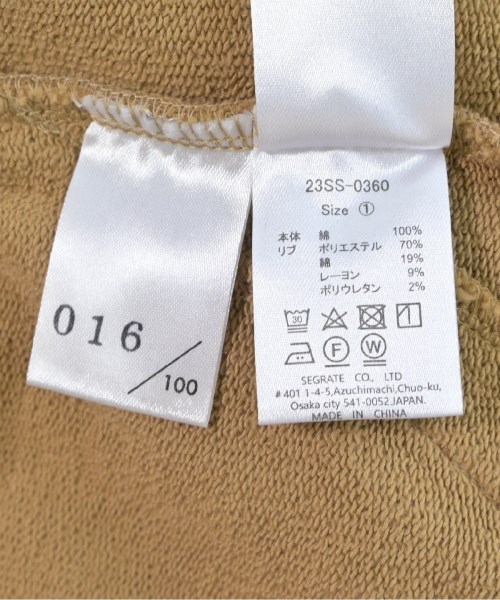 016
/100
23SS-0360
Size ①
本体 綿 100%
リブ ポリエステル 70%
綿 19%
レーヨン 9%
ポリウレタン 2%
30
F W
SEGRATE CO., LTD
#401 1-4-5,Azuchimachi,Chuo-ku,
Osaka city 541-0052.JAPAN.
MADE IN CHINA